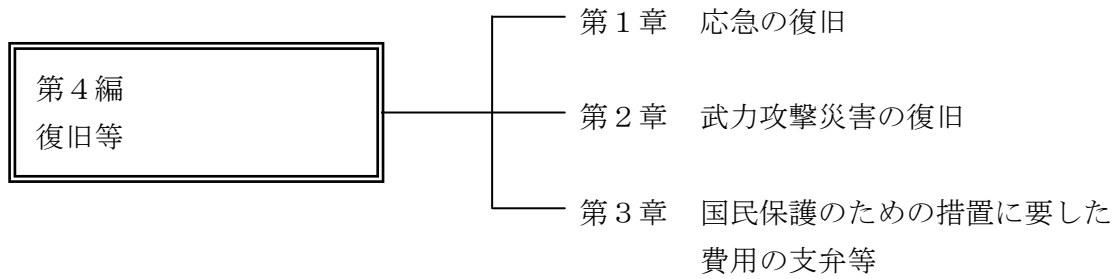 第４編
復旧等
第１章　応急の復旧
第２章　武力攻撃災害の復旧
第３章　国民保護のための措置に要した
費用の支弁等